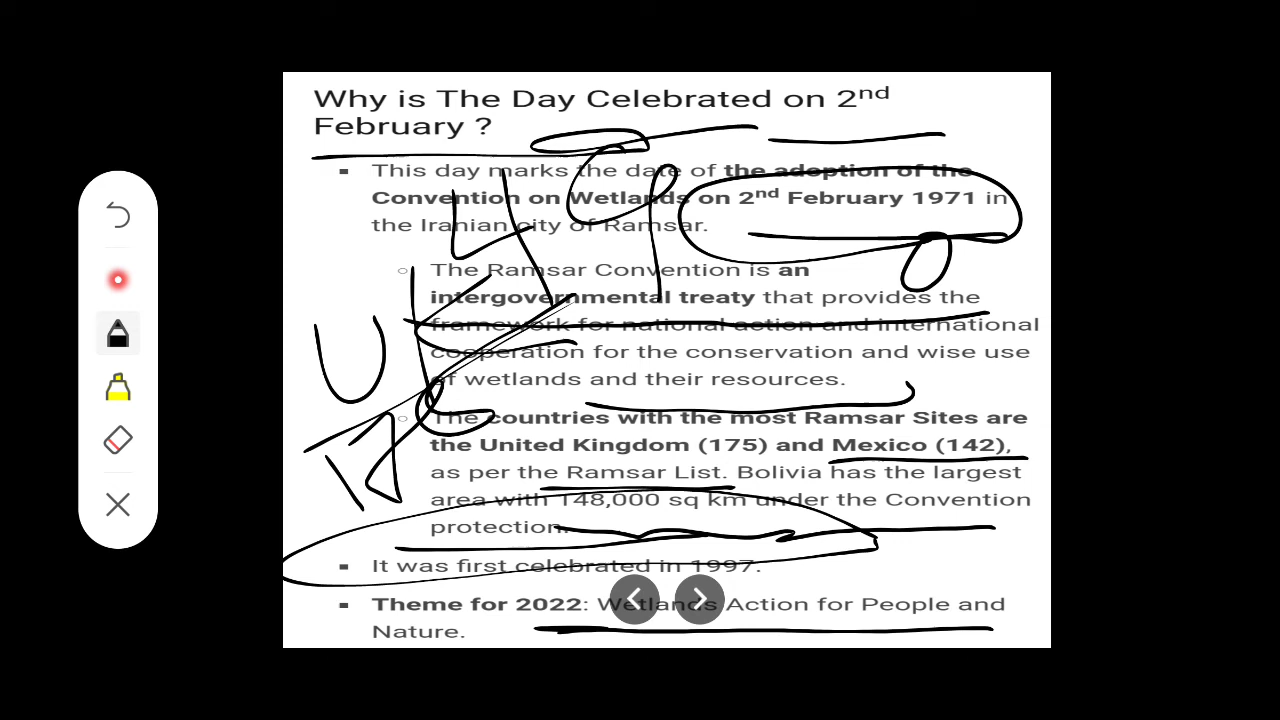 Why is The Day Celebrated on 2nd
February ?
This day marks the date of the adoption of the
Convention on Wetlands on 2nd February 1971 in
the Iranian city of Ramsar.
The Ramsar Convention is an
intergovernmental treaty that provides the
framework for national action and international
cooperation for the conservation and wise use
of wetlands and their resources.
The countries with the most Ramsar Sites are
the United Kingdom (175) and Mexico (142),
as per the Ramsar List. Bolivia has the largest
area with 148,000 sq km under the Convention
protection.
It was first celebrated in 1997.
Theme for 2022: Wetlands Action for People and
Nature.